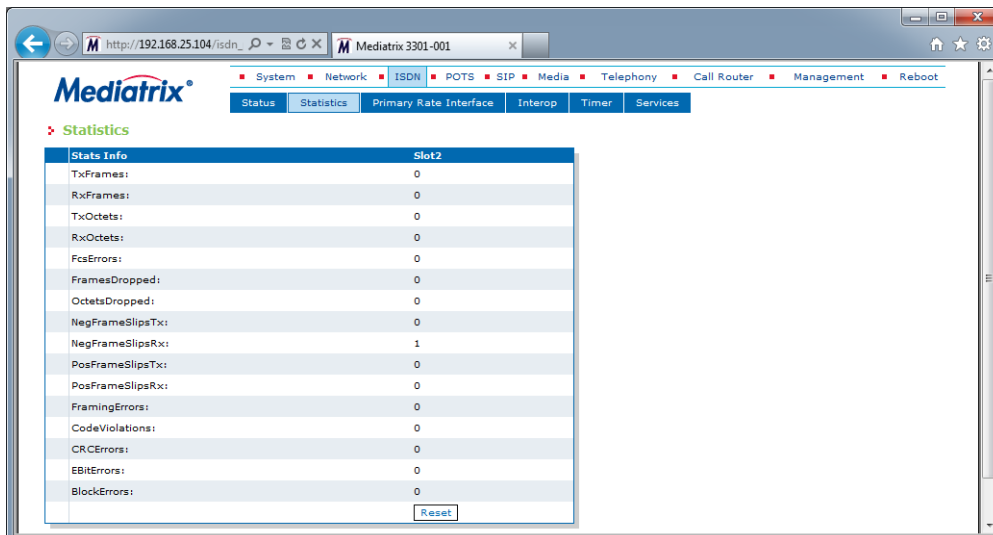 http://192.168.25.104/isdn_
Mediatrix 3301-001
Mediatrix®
System Network ISDN POTS SIP Media Telephony Call Router Management Reboot
Status Statistics Primary Rate Interface Interop Timer Services
Statistics
Stats Info Slot2
TxFrames: 0
RxFrames: 0
TxOctets: 0
RxOctets: 0
FcsErrors: 0
FramesDropped: 0
OctetsDropped: 0
NegFrameSlipsTx: 0
NegFrameSlipsRx: 1
PosFrameSlipsTx: 0
PosFrameSlipsRx: 0
FramingErrors: 0
CodeViolations: 0
CRCErrors: 0
EBitErrors: 0
BlockErrors: 0
Reset